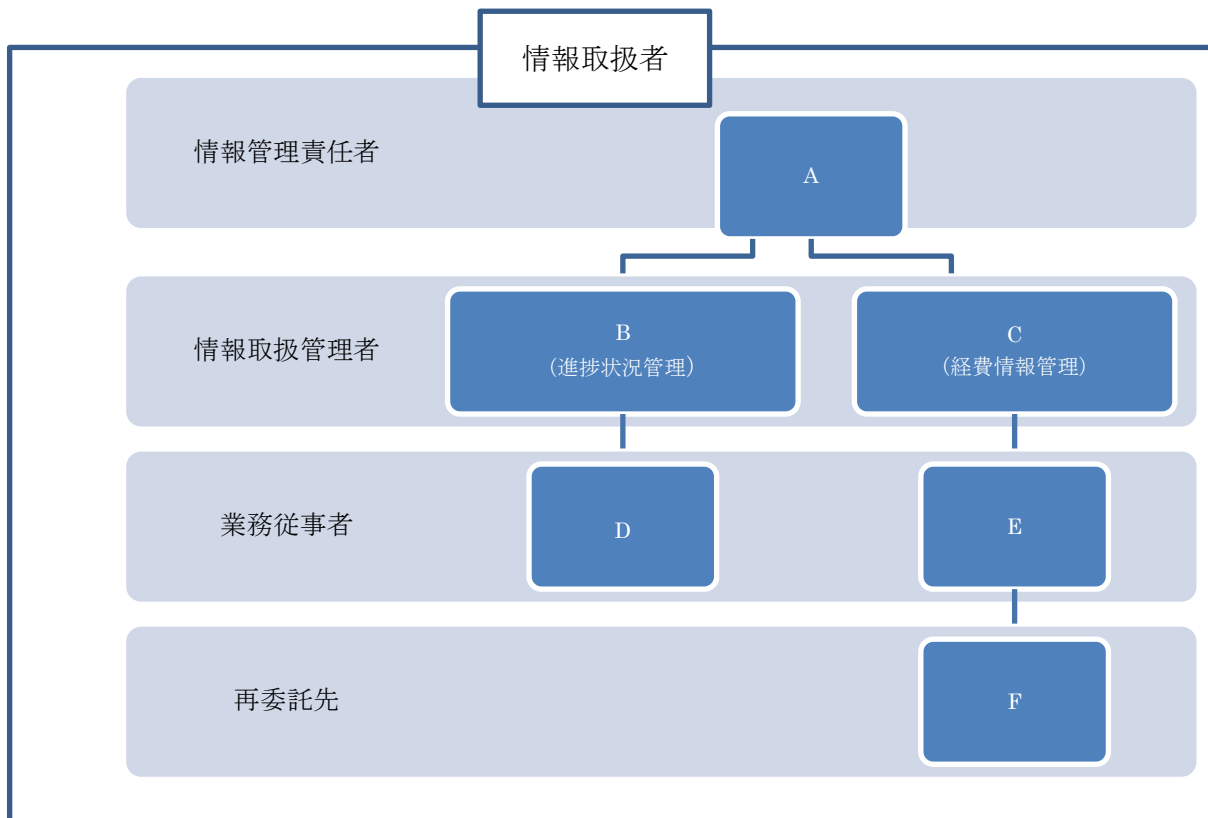 情報取扱者
情報管理責任者
A
情報取扱管理者
B
(進捗状況管理)
C
(経費情報管理)
業務従事者
D
E
再委託先
F